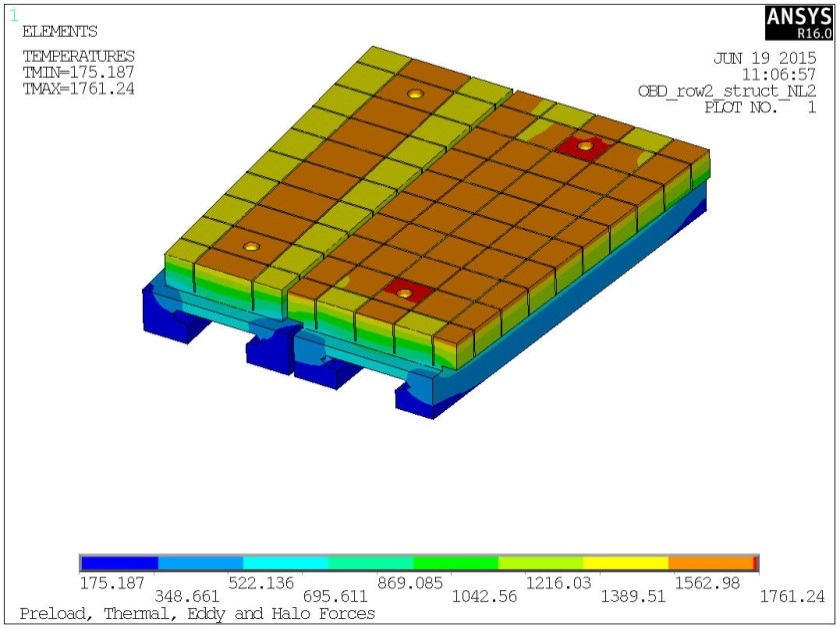 1
ELEMENTS
TEMPERATURES
TMIN=175.187
TMAX=1761.24
ANSYS
R16.0
JUN 19 2015
11:06:57
OBD_row2_struct_NL2
PLOT NO. 1
175.187 522.136 869.085 1216.03 1562.98
348.661 695.611 1042.56 1389.51 1761.24
Preload, Thermal, Eddy and Halo Forces